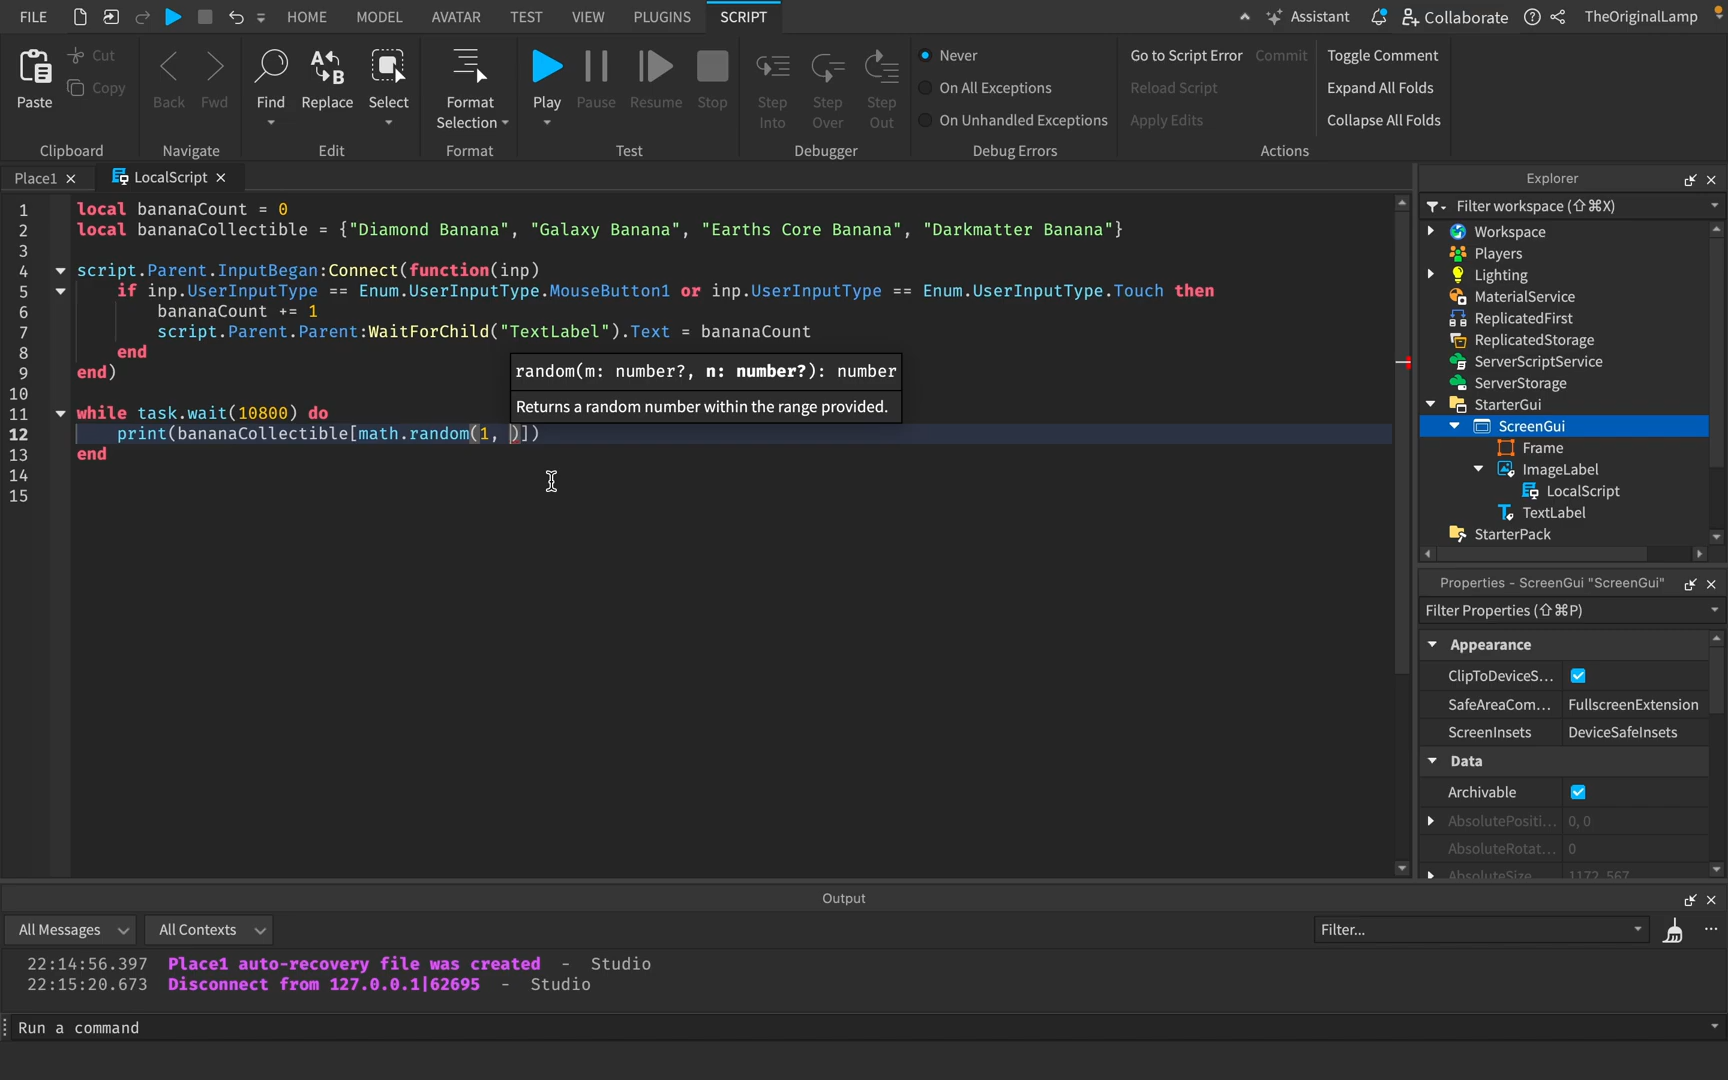 FILE HOME MODEL AVATAR TEST VIEW PLUGINS SCRIPT Assistant Collaborate TheOriginalLamp
Paste Cut Copy
Clipboard
Back Fwd
Navigate
Find Replace Select
Edit
Format Selection
Format
Play Pause Resume Stop
Test
Step Into Step Over Step Out
Debugger
Never
On All Exceptions
On Unhandled Exceptions
Debug Errors
Go to Script Error Commit Toggle Comment
Reload Script Expand All Folds
Apply Edits Collapse All Folds
Actions
Place1 LocalScript
1 local bananaCount = 0
2 local bananaCollectible = {"Diamond Banana", "Galaxy Banana", "Earths Core Banana", "Darkmatter Banana"}
3
4 script.Parent.InputBegan:Connect(function(inp)
5 if inp.UserInputType == Enum.UserInputType.MouseButton1 or inp.UserInputType == Enum.UserInputType.Touch then
6 bananaCount += 1
7 script.Parent.Parent:WaitForChild("TextLabel").Text = bananaCount
8 end
9 end)
random(m: number?, n: number?): number
Returns a random number within the range provided.
10
11 while task.wait(10800) do
12 print(bananaCollectible[math.random(1, )])
13 end
14
15
Explorer
Filter workspace (⇧⌘X)
Workspace
Players
Lighting
MaterialService
ReplicatedFirst
ReplicatedStorage
ServerScriptService
ServerStorage
StarterGui
ScreenGui
Frame
ImageLabel
LocalScript
TextLabel
StarterPack
Properties - ScreenGui "ScreenGui"
Filter Properties (⇧⌘P)
Appearance
ClipToDeviceS...
SafeAreaCom... FullscreenExtension
ScreenInsets DeviceSafeInsets
Data
Archivable
AbsolutePositi... 0, 0
AbsoluteRotat... 0
AbsoluteSize 1172, 567
Output
All Messages All Contexts Filter...
22:14:56.397 Place1 auto-recovery file was created - Studio
22:15:20.673 Disconnect from 127.0.0.1|62695 - Studio
Run a command